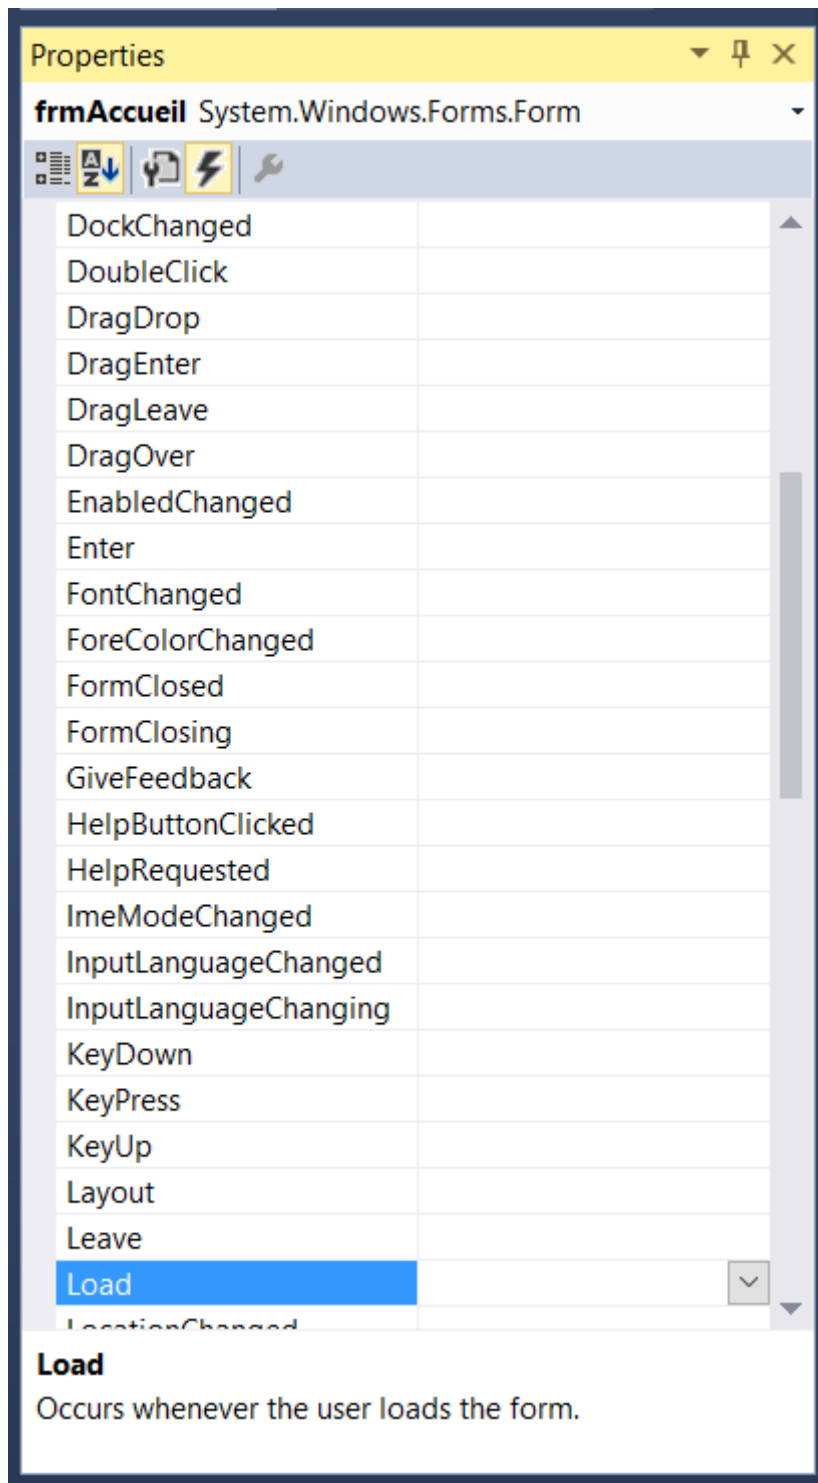 Properties
frmAccueil System.Windows.Forms.Form
DockChanged
DoubleClick
DragDrop
DragEnter
DragLeave
DragOver
EnabledChanged
Enter
FontChanged
ForeColorChanged
FormClosed
FormClosing
GiveFeedback
HelpButtonClicked
HelpRequested
ImeModeChanged
InputLanguageChanged
InputLanguageChanging
KeyDown
KeyPress
KeyUp
Layout
Leave
Load
LocationChanged
Load
Occurs whenever the user loads the form.